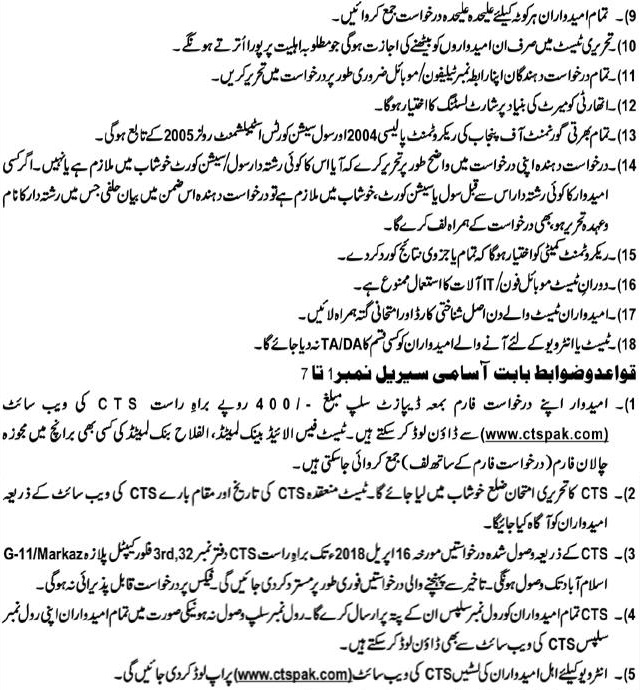 9)۔ تمام امیدواران ہر کوٹہ کیلئے علیحدہ علیحدہ درخواست جمع کروائیں۔
10)۔ تحریری ٹیسٹ میں صرف ان امیدواروں کو بیٹھنے کی اجازت ہوگی جو مطلوبہ اہلیت پر پورا اُترتے ہونگے۔
11)۔ تمام درخواست دہندگان اپنا رابطہ نمبر ٹیلیفون/موبائل ضروری طور پر درخواست میں تحریر کریں۔
12)۔ اتھارٹی کو میرٹ کی بنیاد پر شارٹ لسٹنگ کا اختیار ہوگا۔
13)۔ تمام بھرتی گورنمنٹ آف پنجاب کی ریکروٹمنٹ پالیسی 2004 اور سول سیشن کورٹس اسٹیبلشمنٹ رولز 2005 کے تابع ہوگی۔
14)۔ درخواست دہندہ اپنی درخواست میں واضح طور پر تحریر کرے کہ آیا اس کا کوئی رشتہ دار سول/سیشن کورٹ خوشاب میں ملازم ہے یا نہیں۔ اگر کسی
امیدوار کا کوئی رشتہ دار اس سے قبل سول یا سیشن کورٹ، خوشاب میں ملازم ہے تو درخواست دہندہ اس ضمن میں بیان حلفی جس میں رشتہ دار کا نام
و عہدہ تحریر ہو، بھی درخواست کے ہمراہ لف کرے گا۔
15)۔ ریکروٹمنٹ کمیٹی کو اختیار ہوگا کہ تمام یا جزوی نتائج کو رد کر دے۔
16)۔ دورانِ ٹیسٹ موبائل فون/IT آلات کا استعمال ممنوع ہے۔
17)۔ امیدواران ٹیسٹ والے دن اصل شناختی کارڈ اور امتحانی گتہ ہمراہ لائیں۔
18)۔ ٹیسٹ یا انٹرویو کے لئے آنے والے امیدواران کو کسی قسم کا TA/DA نہ دیا جائے گا۔
قواعد و ضوابط بابت آسامی سیریل نمبر 1 تا 7
1)۔ امیدوار اپنے درخواست فارم بمعہ ڈیپازٹ سلپ مبلغ -/400 روپے براہِ راست CTS کی ویب سائٹ
(www.ctspak.com) سے ڈاؤن لوڈ کر سکتے ہیں۔ ٹیسٹ فیس الائیڈ بینک لمیٹڈ، الفلاح بنک لمیٹڈ کی کسی بھی برانچ میں مجوزہ
چالان فارم (درخواست فارم کے ساتھ لف) جمع کروائی جا سکتی ہیں۔
2)۔ CTS کا تحریری امتحان ضلع خوشاب میں لیا جائے گا۔ ٹیسٹ منعقدہ CTS کی تاریخ اور مقام بارے CTS کی ویب سائٹ کے ذریعہ
امیدواران کو آگاہ کیا جائیگا۔
3)۔ CTS کے ذریعہ وصول شدہ درخواستیں مورخہ 16 اپریل 2018ء تک براہِ راست CTS دفتر نمبر 3rd,32 فلور کیپٹل پلازہ G-11/Markaz
اسلام آباد تک وصول ہونگی۔ تاخیر سے پہنچنے والی درخواستیں فوری طور پر مسترد کر دی جائیں گی۔ فیکس پر درخواست قابل پذیرائی نہ ہوگی۔
4)۔ CTS تمام امیدواران کو رول نمبر سلپس ان کے پتہ پر ارسال کرے گا۔ رول نمبر سلپ وصول نہ ہونیکی صورت میں تمام امیدواران اپنی رول نمبر
سلپس CTS کی ویب سائٹ سے بھی ڈاؤن لوڈ کر سکتے ہیں۔
5)۔ انٹرویو کیلئے اہل امیدواران کی لسٹیں CTS کی ویب سائٹ (www.ctspak.com) پر اپ لوڈ کر دی جائیں گی۔